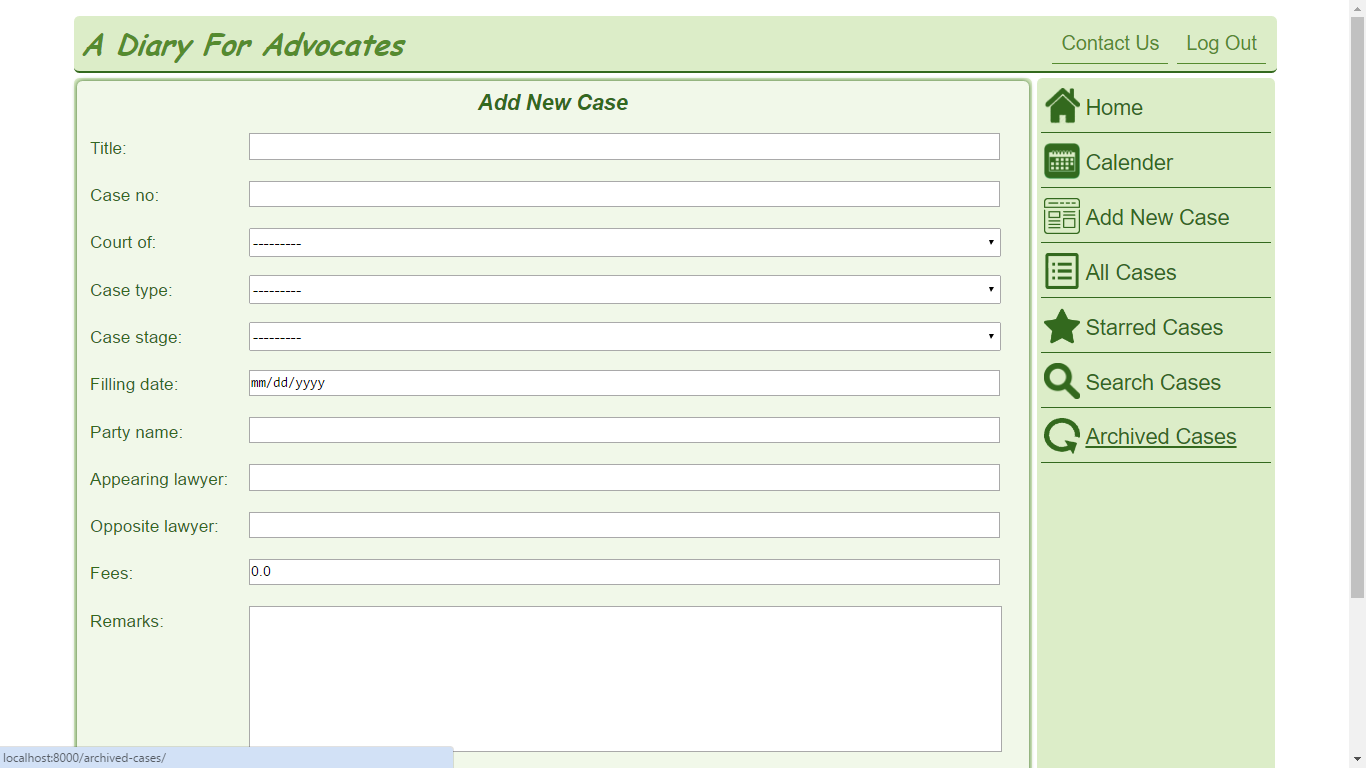 A Diary For Advocates
Contact Us
Log Out
Add New Case
Title:
Case no:
Court of:
---------
Case type:
---------
Case stage:
---------
Filling date:
mm/dd/yyyy
Party name:
Appearing lawyer:
Opposite lawyer:
Fees:
0.0
Remarks:
Home
Calender
Add New Case
All Cases
Starred Cases
Search Cases
Archived Cases
localhost:8000/archived-cases/